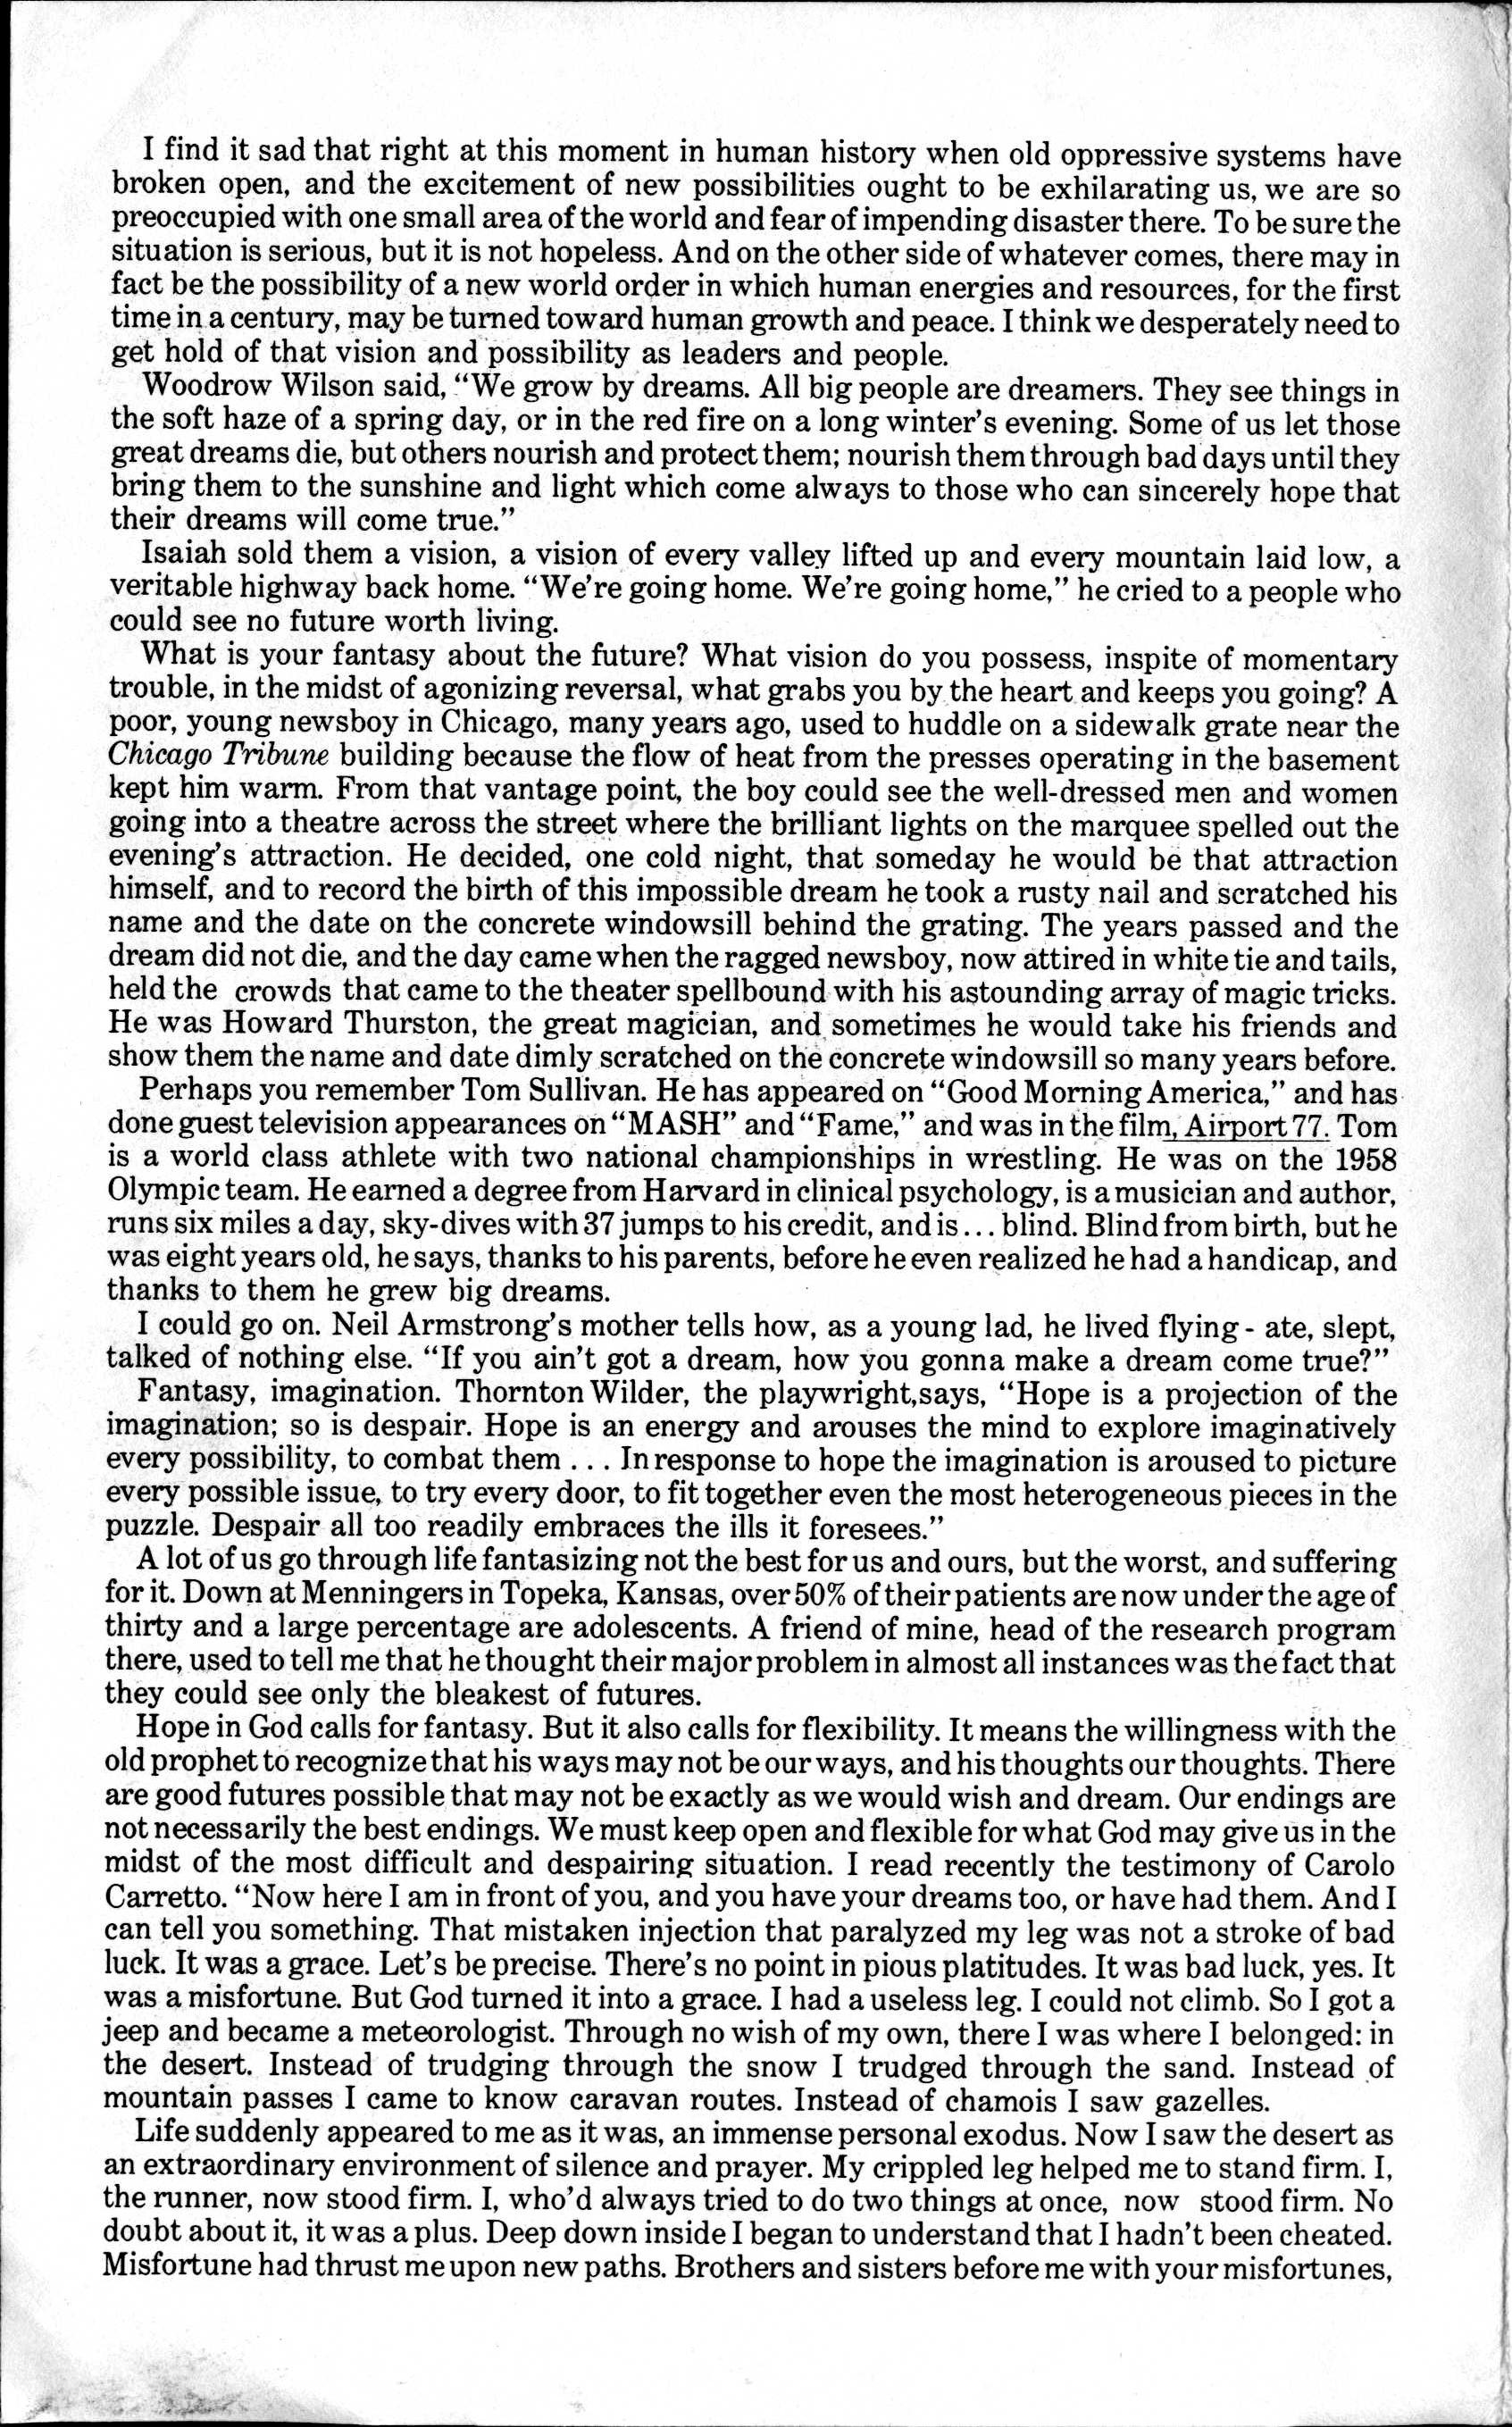 I find it sad that right at this moment in human history when old oppressive systems have
broken open, and the excitement of new possibilities ought to be exhilarating us, we are so
preoccupied with one small area of the world and fear of impending disaster there. To be sure the
situation is serious, but it is not hopeless. And on the other side of whatever comes, there may in
fact be the possibility of a new world order in which human energies and resources, for the first
time in a century, may be turned toward human growth and peace. I think we desperately need to
get hold of that vision and possibility as leaders and people.
Woodrow Wilson said, “We grow by dreams. All big people are dreamers. They see things in
the soft haze of a spring day, or in the red fire on a long winter’s evening. Some of us let those
great dreams die, but others nourish and protect them; nourish them through bad days until they
bring them to the sunshine and light which come always to those who can sincerely hope that
their dreams will come true.”
Isaiah sold them a vision, a vision of every valley lifted up and every mountain laid low, a
veritable highway back home. “We’re going home. We’re going home,” he cried to a people who
could see no future worth living.
What is your fantasy about the future? What vision do you possess, inspite of momentary
trouble, in the midst of agonizing reversal, what grabs you by the heart and keeps you going? A
poor, young newsboy in Chicago, many years ago, used to huddle on a sidewalk grate near the
Chicago Tribune building because the flow of heat from the presses operating in the basement
kept him warm. From that vantage point, the boy could see the well-dressed men and women
going into a theatre across the street where the brilliant lights on the marquee spelled out the
evening’s attraction. He decided, one cold night, that someday he would be that attraction
himself, and to record the birth of this impossible dream he took a rusty nail and scratched his
name and the date on the concrete windowsill behind the grating. The years passed and the
dream did not die, and the day came when the ragged newsboy, now attired in white tie and tails,
held the crowds that came to the theater spellbound with his astounding array of magic tricks.
He was Howard Thurston, the great magician, and sometimes he would take his friends and
show them the name and date dimly scratched on the concrete windowsill so many years before.
Perhaps you remember Tom Sullivan. He has appeared on “Good Morning America,” and has
done guest television appearances on “MASH” and “Fame,” and was in the film, Airport 77. Tom
is a world class athlete with two national championships in wrestling. He was on the 1958
Olympic team. He earned a degree from Harvard in clinical psychology, is a musician and author,
runs six miles a day, sky-dives with 37 jumps to his credit, and is... blind. Blind from birth, but he
was eight years old, he says, thanks to his parents, before he even realized he had a handicap, and
thanks to them he grew big dreams.
I could go on. Neil Armstrong’s mother tells how, as a young lad, he lived flying - ate, slept,
talked of nothing else. “If you ain’t got a dream, how you gonna make a dream come true?”
Fantasy, imagination. Thornton Wilder, the playwright,says, “Hope is a projection of the
imagination; so is despair. Hope is an energy and arouses the mind to explore imaginatively
every possibility, to combat them . . . In response to hope the imagination is aroused to picture
every possible issue, to try every door, to fit together even the most heterogeneous pieces in the
puzzle. Despair all too readily embraces the ills it foresees.”
A lot of us go through life fantasizing not the best for us and ours, but the worst, and suffering
for it. Down at Menningers in Topeka, Kansas, over 50% of their patients are now under the age of
thirty and a large percentage are adolescents. A friend of mine, head of the research program
there, used to tell me that he thought their major problem in almost all instances was the fact that
they could see only the bleakest of futures.
Hope in God calls for fantasy. But it also calls for flexibility. It means the willingness with the
old prophet to recognize that his ways may not be our ways, and his thoughts our thoughts. There
are good futures possible that may not be exactly as we would wish and dream. Our endings are
not necessarily the best endings. We must keep open and flexible for what God may give us in the
midst of the most difficult and despairing situation. I read recently the testimony of Carolo
Carretto. “Now here I am in front of you, and you have your dreams too, or have had them. And I
can tell you something. That mistaken injection that paralyzed my leg was not a stroke of bad
luck. It was a grace. Let’s be precise. There’s no point in pious platitudes. It was bad luck, yes. It
was a misfortune. But God turned it into a grace. I had a useless leg. I could not climb. So I got a
jeep and became a meteorologist. Through no wish of my own, there I was where I belonged: in
the desert. Instead of trudging through the snow I trudged through the sand. Instead of
mountain passes I came to know caravan routes. Instead of chamois I saw gazelles.
Life suddenly appeared to me as it was, an immense personal exodus. Now I saw the desert as
an extraordinary environment of silence and prayer. My crippled leg helped me to stand firm. I,
the runner, now stood firm. I, who’d always tried to do two things at once, now stood firm. No
doubt about it, it was a plus. Deep down inside I began to understand that I hadn’t been cheated.
Misfortune had thrust me upon new paths. Brothers and sisters before me with your misfortunes,